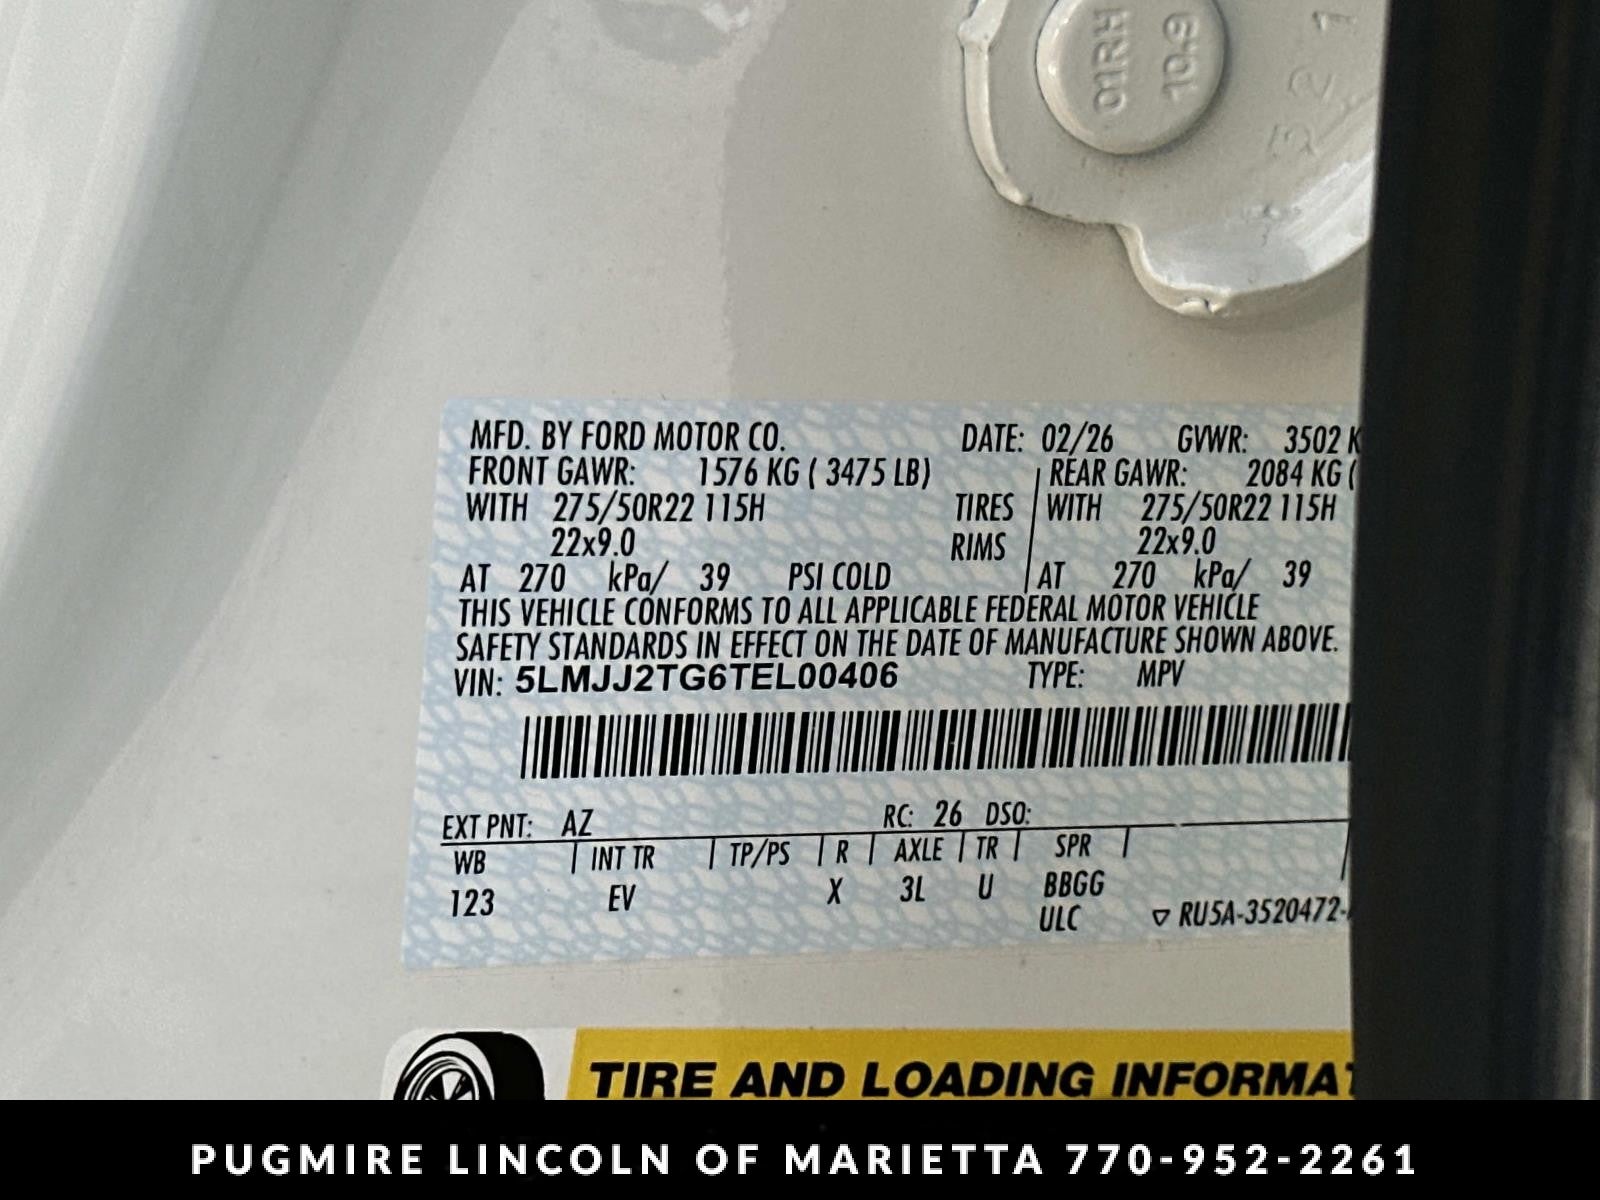 01RH
10.9
3221
MFD. BY FORD MOTOR CO. DATE: 02/26 GVWR: 3502 K
FRONT GAWR: 1576 KG ( 3475 LB) REAR GAWR: 2084 KG (
WITH 275/50R22 115H TIRES WITH 275/50R22 115H
22x9.0 RIMS 22x9.0
AT 270 kPa/ 39 PSI COLD AT 270 kPa/ 39
THIS VEHICLE CONFORMS TO ALL APPLICABLE FEDERAL MOTOR VEHICLE
SAFETY STANDARDS IN EFFECT ON THE DATE OF MANUFACTURE SHOWN ABOVE.
VIN: 5LMJJ2TG6TEL00406 TYPE: MPV
EXT PNT: AZ RC: 26 DSO:
WB INT TR TP/PS R AXLE TR SPR
123 EV X 3L U BBGG
ULC RU5A-3520472-
TIRE AND LOADING INFORMAT
PUGMIRE LINCOLN OF MARIETTA 770-952-2261